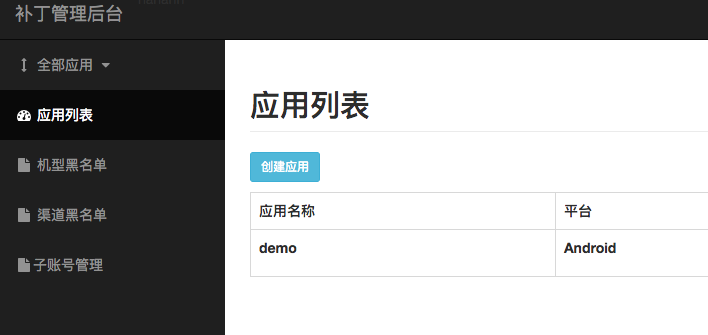 补丁管理后台
全部应用
应用列表
机型黑名单
渠道黑名单
子账号管理
应用列表
创建应用
应用名称 平台
demo Android